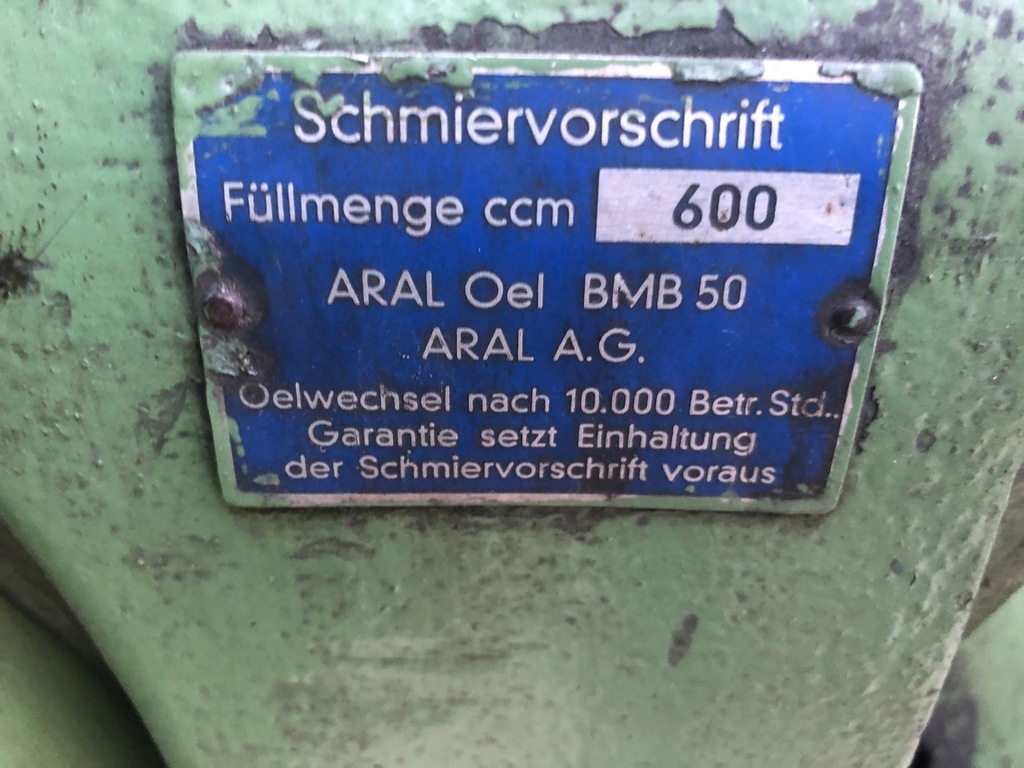 Schmiervorschrift
Füllmenge ccm 600
ARAL Oel BMB 50
ARAL A.G.
Oelwechsel nach 10.000 Betr. Std..
Garantie setzt Einhaltung
der Schmiervorschrift voraus